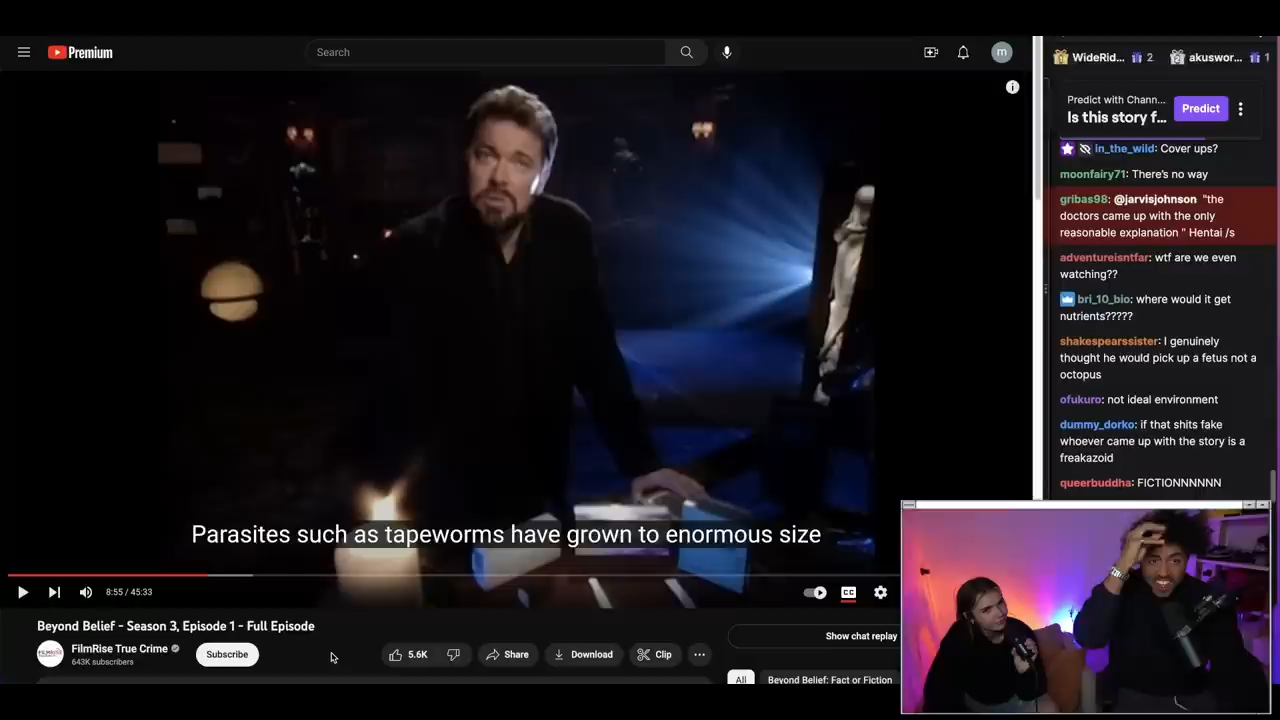 Premium
Search
m
WideRid... 2 akuswor... 1
Predict with Chann...
Is this story f...
Predict
in_the_wild: Cover ups?
moonfairy71: There's no way
gribas98: @jarvisjohnson "the
doctors came up with the only
reasonable explanation " Hentai /s
adventureisntfar: wtf are we even
watching??
bri_10_bio: where would it get
nutrients?????
shakespearssister: I genuinely
thought he would pick up a fetus not a
octopus
ofukuro: not ideal environment
dummy_dorko: if that shits fake
whoever came up with the story is a
freakazoid
queerbuddha: FICTIONNNNNN
Parasites such as tapeworms have grown to enormous size
8:55 / 45:33
CC
Beyond Belief - Season 3, Episode 1 - Full Episode
FILMRISE
FilmRise True Crime
643K subscribers
Subscribe
5.6K
Share
Download
Clip
Show chat replay
All
Beyond Belief: Fact or Fiction